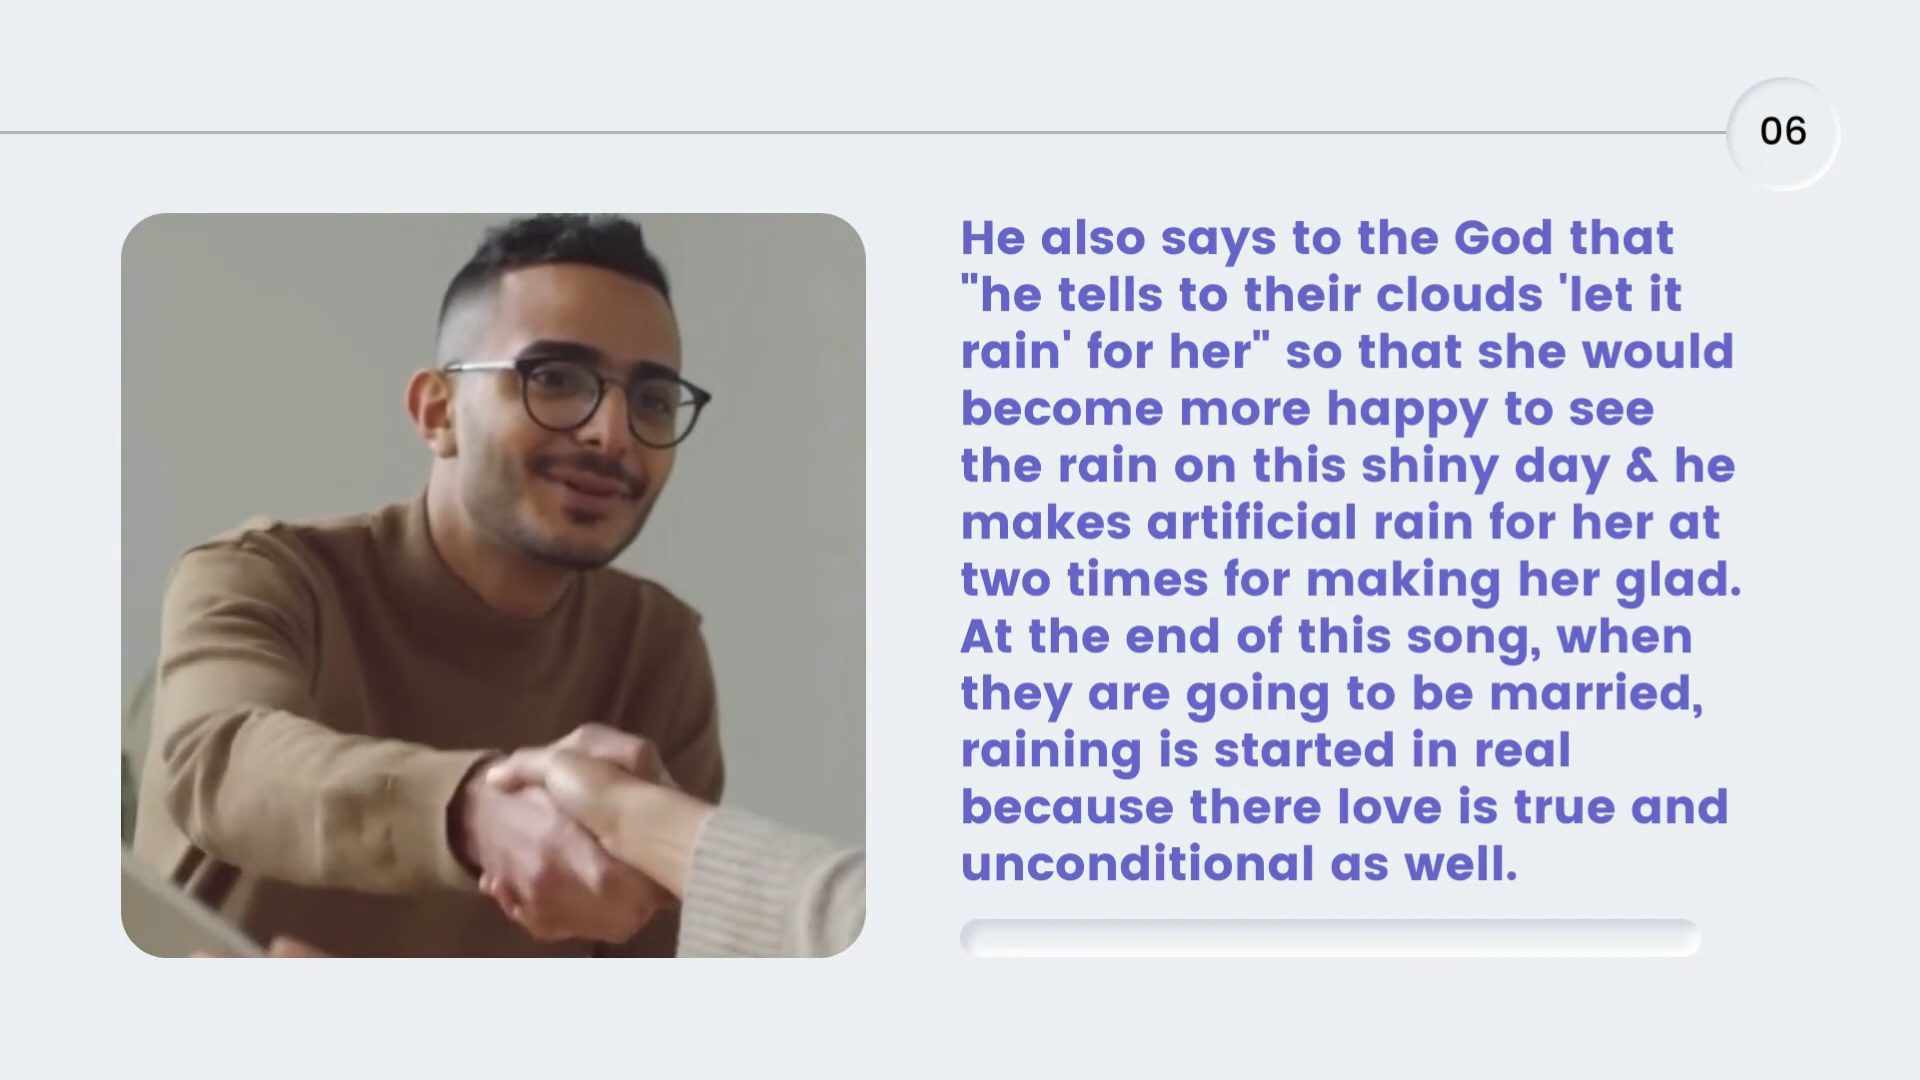 06
He also says to the God that
"he tells to their clouds 'let it
rain' for her" so that she would
become more happy to see
the rain on this shiny day & he
makes artificial rain for her at
two times for making her glad.
At the end of this song, when
they are going to be married,
raining is started in real
because there love is true and
unconditional as well.